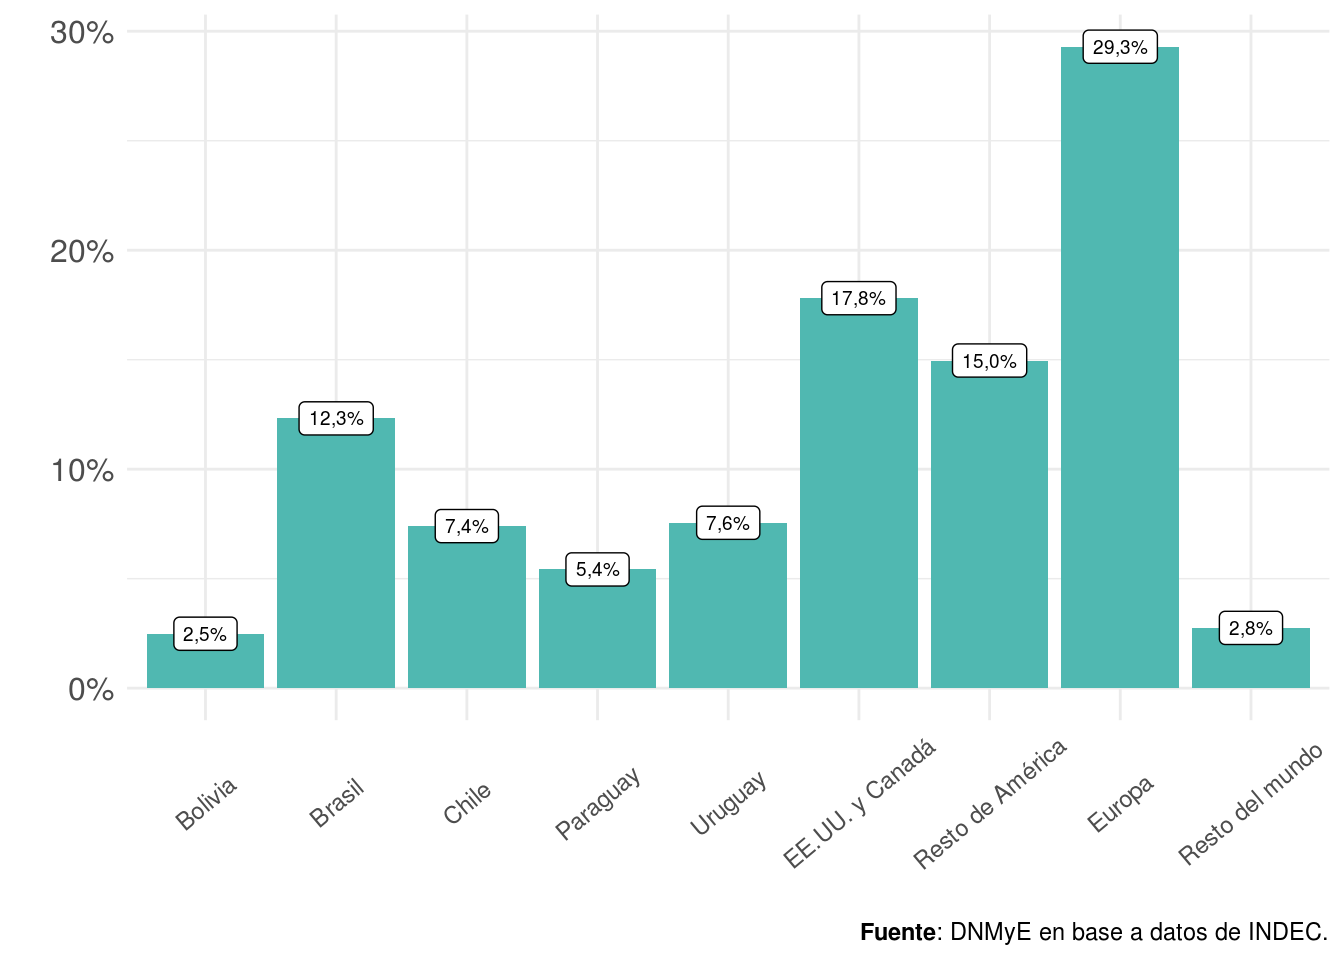 30%
20%
10%
0%
2,5%
12,3%
7,4%
5,4%
7,6%
17,8%
15,0%
29,3%
2,8%
Bolivia
Brasil
Chile
Paraguay
Uruguay
EE.UU. y Canadá
Resto de América
Europa
Resto del mundo
Fuente: DNMyE en base a datos de INDEC.